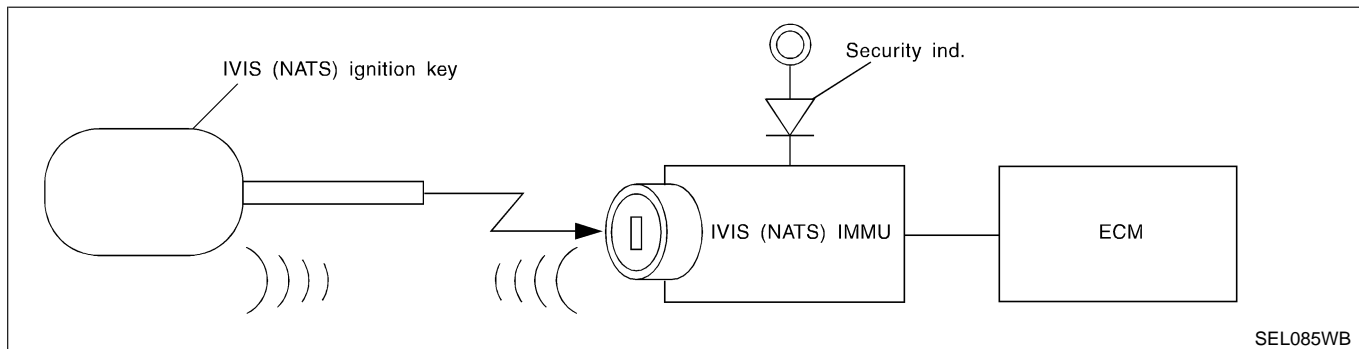 IVIS (NATS) ignition key
Security ind.
IVIS (NATS) IMMU
ECM
SEL085WB